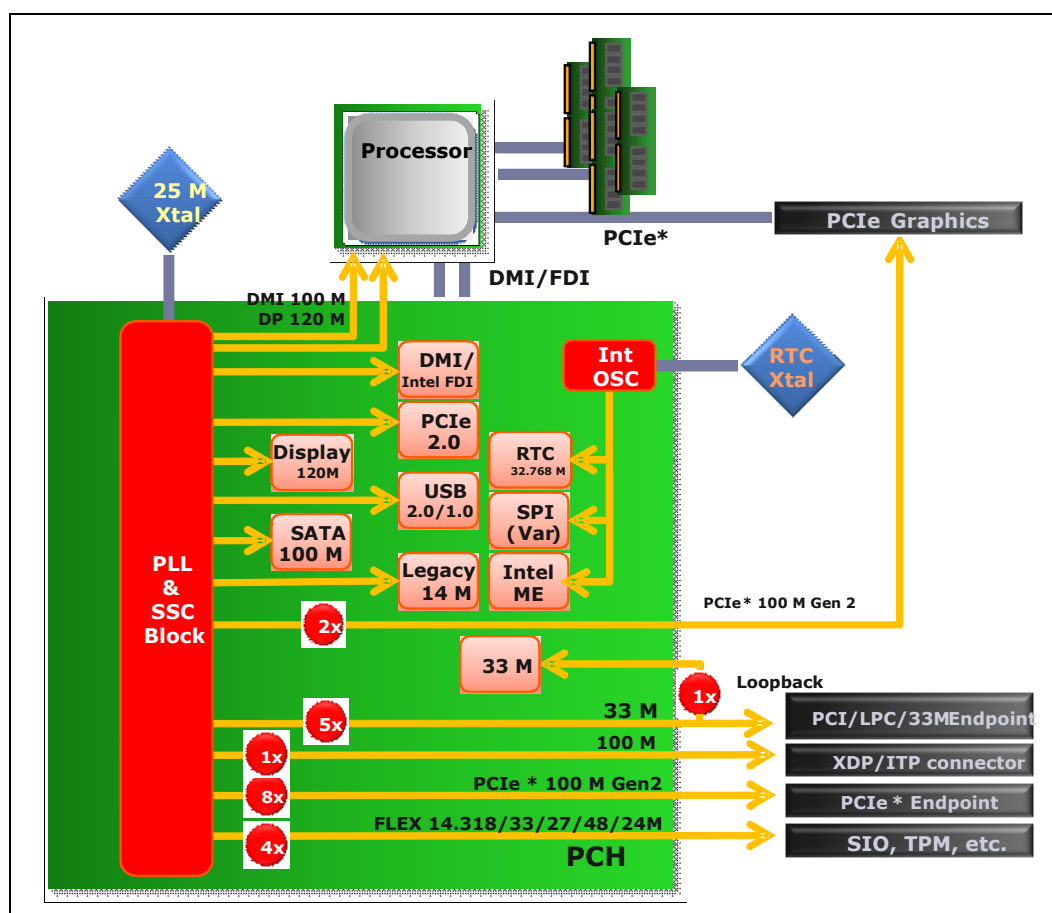 Processor
25 M
Xtal
PCIe Graphics
PCIe*
DMI/FDI
DMI 100 M
DP 120 M
DMI/
Intel FDI
Int
OSC
RTC
Xtal
PCIe
2.0
Display
120M
RTC
32.768 M
USB
2.0/1.0
SPI
(Var)
SATA
100 M
Legacy
14 M
Intel
ME
PLL
&
SSC
Block
2x
PCIe* 100 M Gen 2
33 M
1x
Loopback
5x
33 M
PCI/LPC/33MEndpoint
1x
100 M
XDP/ITP connector
8x
PCIe * 100 M Gen2
PCIe* Endpoint
4x
FLEX 14.318/33/27/48/24M
SIO, TPM, etc.
PCH